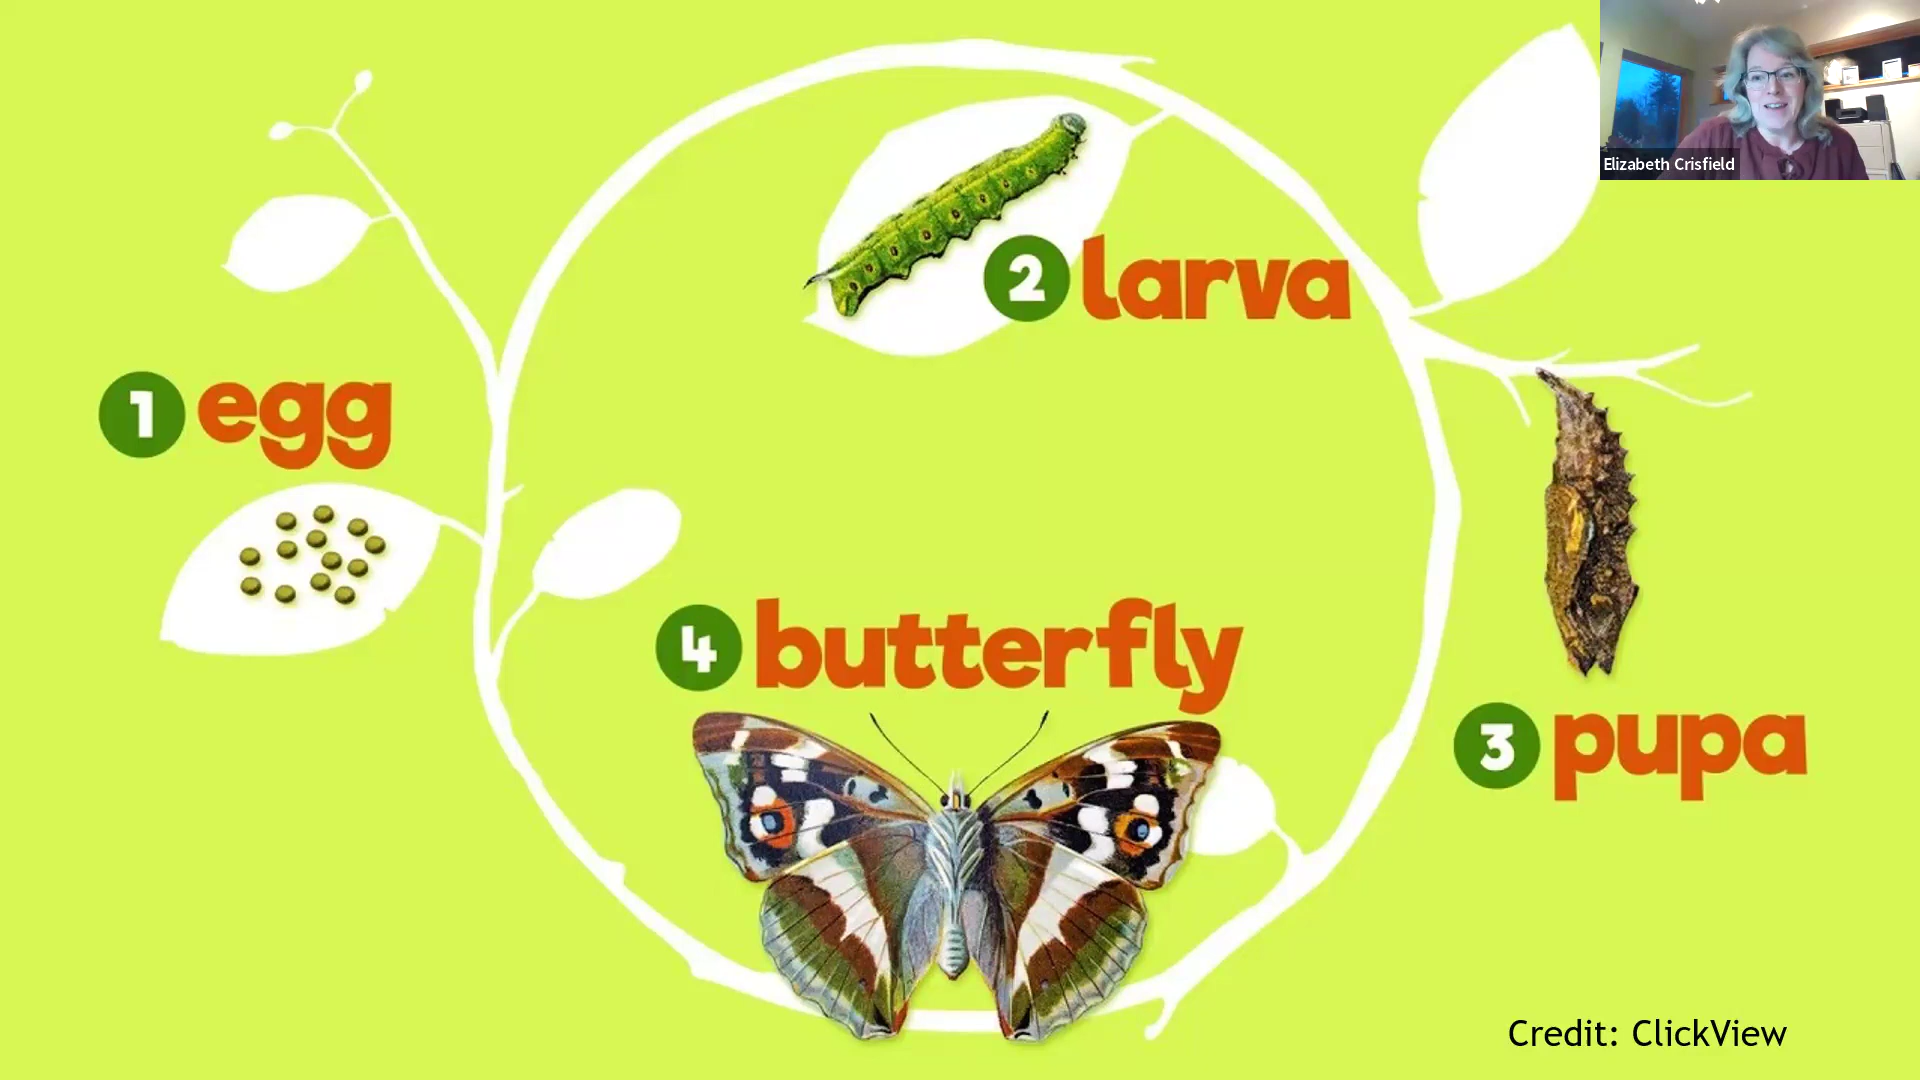 Elizabeth Crisfield
1 egg
2 larva
3 pupa
4 butterfly
Credit: ClickView